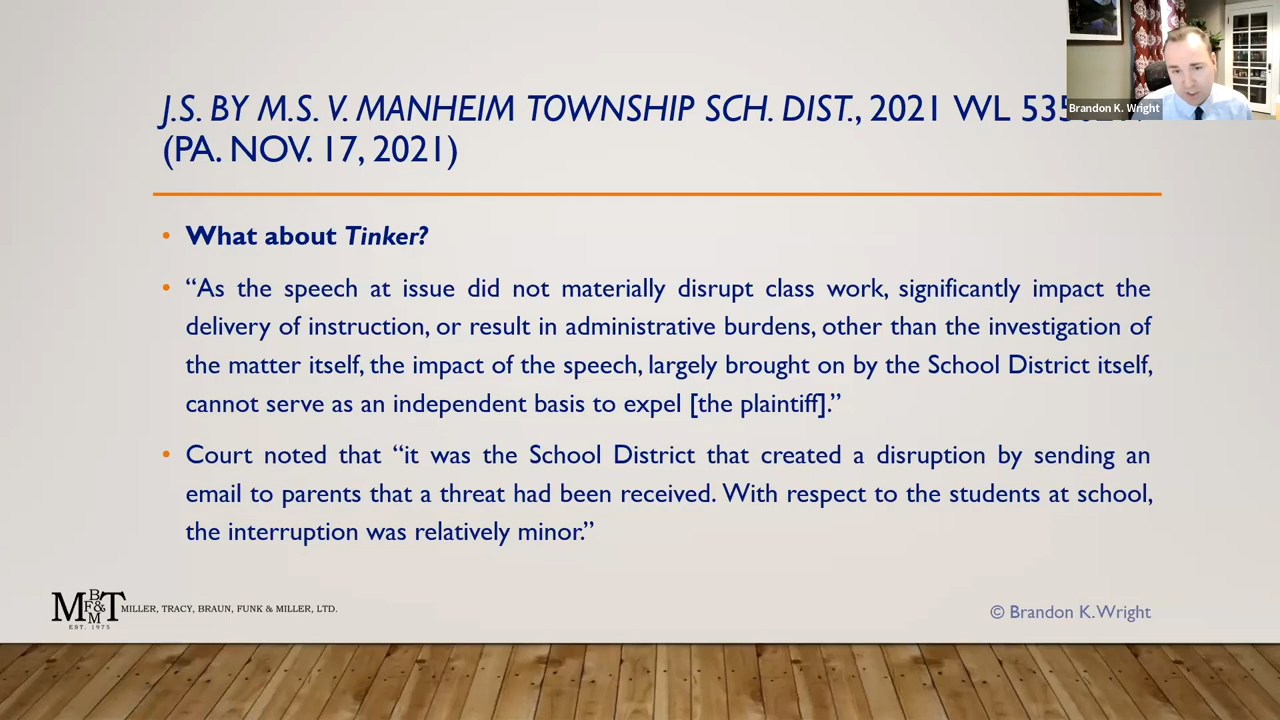 J.S. BY M.S. V. MANHEIM TOWNSHIP SCH. DIST., 2021 WL
(PA. NOV. 17, 2021)
Brandon K. Wright
• What about Tinker?
• “As the speech at issue did not materially disrupt class work, significantly impact the
delivery of instruction, or result in administrative burdens, other than the investigation of
the matter itself, the impact of the speech, largely brought on by the School District itself,
cannot serve as an independent basis to expel [the plaintiff].”
• Court noted that “it was the School District that created a disruption by sending an
email to parents that a threat had been received. With respect to the students at school,
the interruption was relatively minor.”
MBFF&MT MILLER, TRACY, BRAUN, FUNK & MILLER, LTD.
EST. 1975
© Brandon K. Wright